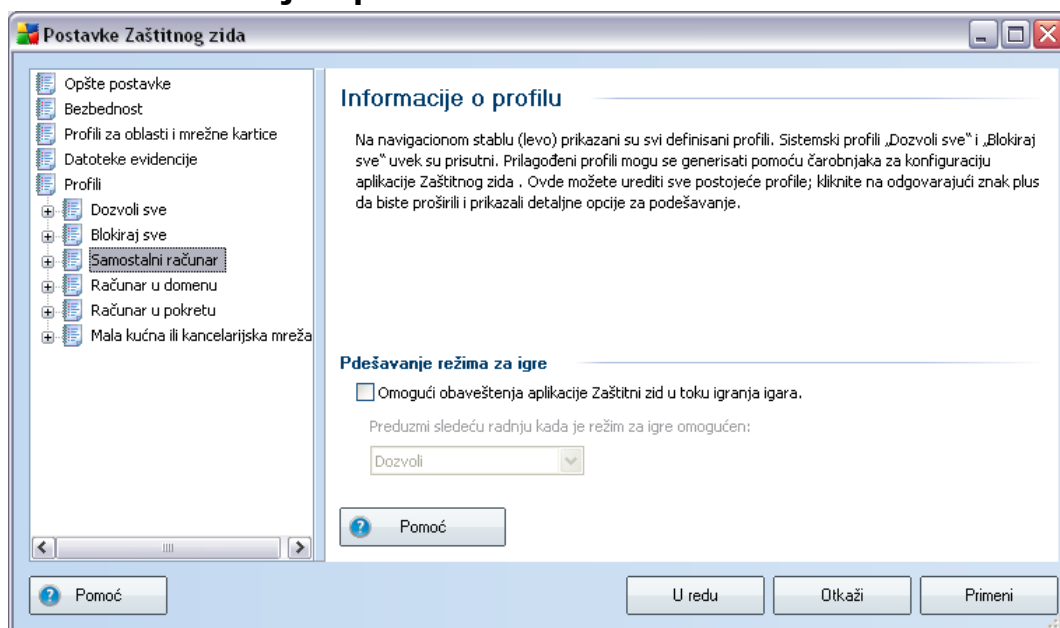 Postavke Zaštitnog zida
Opšte postavke
Bezbednost
Profili za oblasti i mrežne kartice
Datoteke evidencije
Profili
Dozvoli sve
Blokiraj sve
Samostalni računar
Računar u domenu
Računar u pokretu
Mala kućna ili kancelarijska mreža
Informacije o profilu
Na navigacionom stablu (levo) prikazani su svi definisani profili. Sistemski profili „Dozvoli sve“ i „Blokiraj
sve“ uvek su prisutni. Prilagođeni profili mogu se generisati pomoću čarobnjaka za konfiguraciju
aplikacije Zaštitnog zida . Ovde možete urediti sve postojeće profile; kliknite na odgovarajući znak plus
da biste proširili i prikazali detaljne opcije za podešavanje.
Pdešavanje režima za igre
Omogući obaveštenja aplikacije Zaštitni zid u toku igranja igara.
Preduzmi sledeću radnju kada je režim za igre omogućen:
Dozvoli
Pomoć
Pomoć
U redu
Otkaži
Primeni